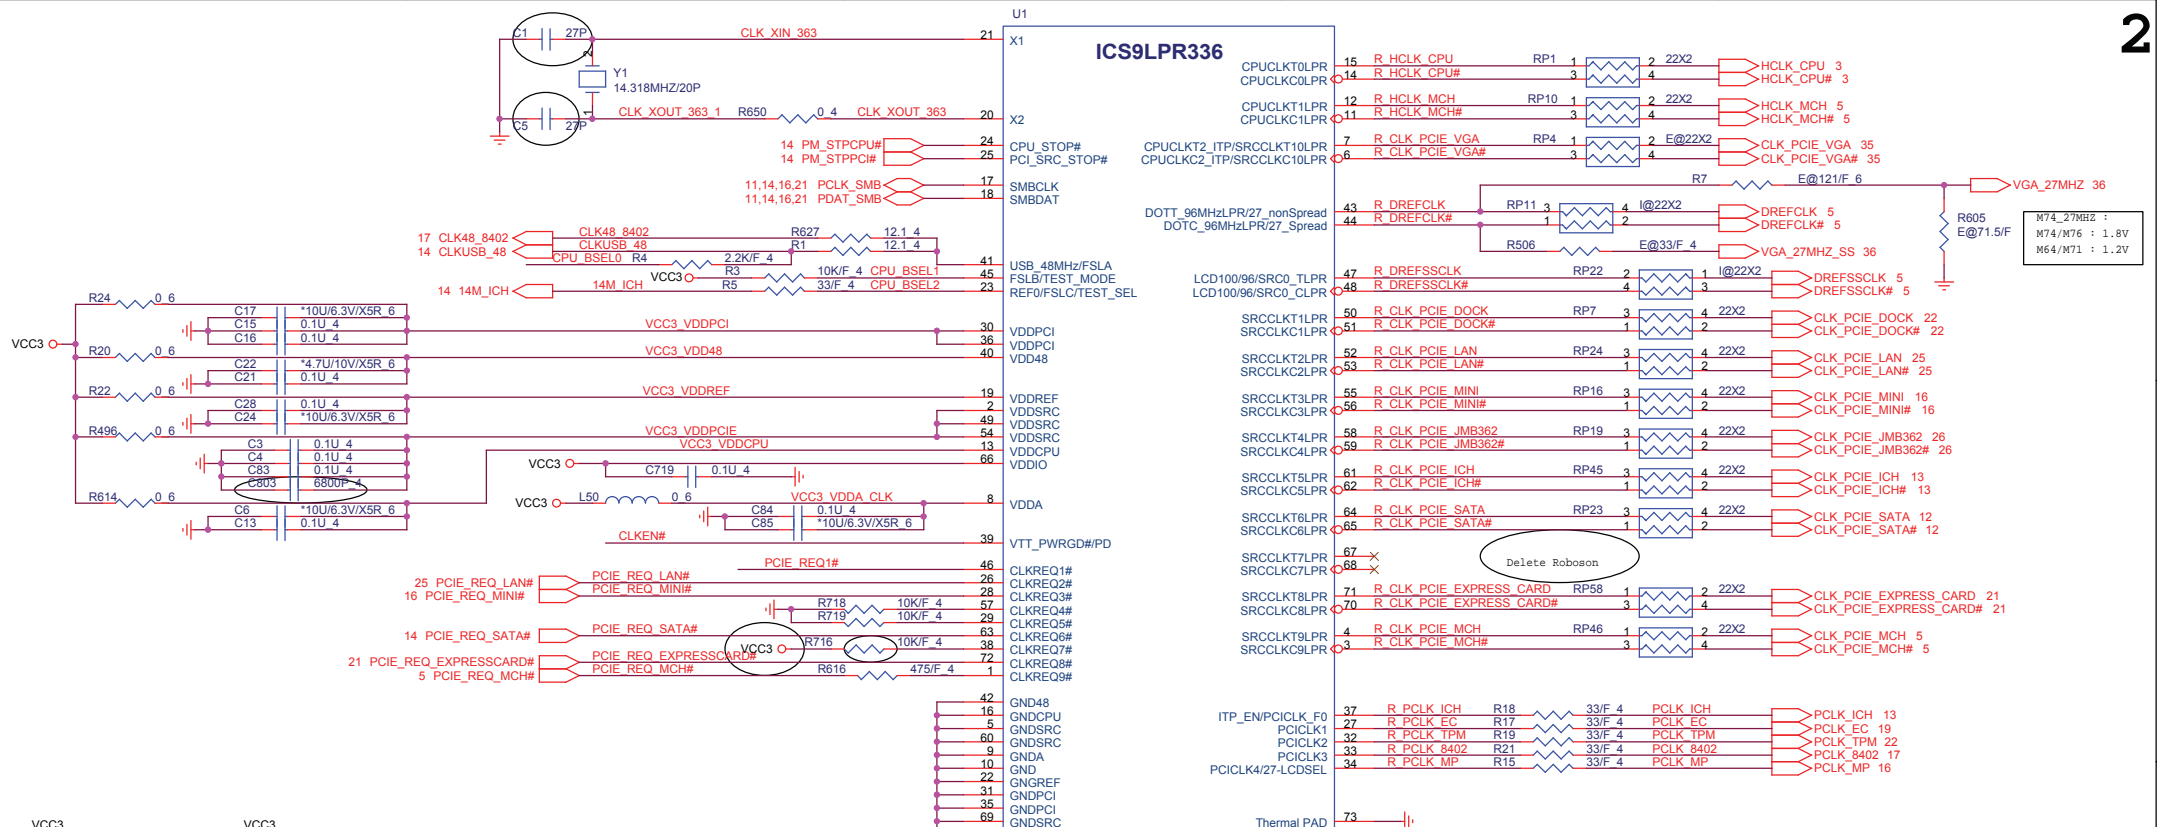 U1
2
ICS9LPR336
C1 27P
CLK_XIN_363 21 X1
2
Y1
14.318MHZ/20P
1
C5 27P
CLK_XOUT_363_1 R650 0_4 CLK_XOUT_363 20 X2
14 PM_STPCPU# 24 CPU_STOP#
14 PM_STPPCI# 25 PCI_SRC_STOP#
11,14,16,21 PCLK_SMB 17 SMBCLK
11,14,16,21 PDAT_SMB 18 SMBDAT
17 CLK48_8402 CLK48_8402 R627 12.1_4
14 CLKUSB_48 CLKUSB_48 R1 12.1_4
CPU_BSEL0 R4 2.2K/F_4 41 USB_48MHz/FSLA
VCC3 R3 10K/F_4 CPU_BSEL1 45 FSLB/TEST_MODE
14 14M_ICH 14M_ICH R5 33/F_4 CPU_BSEL2 23 REF0/FSLC/TEST_SEL
R24 0_6
C17 *10U/6.3V/X5R_6
C15 0.1U_4 VCC3_VDDPCI 30 VDDPCI
C16 0.1U_4 36 VDDPCI
VCC3
R20 0_6 VCC3_VDD48 40 VDD48
C22 *4.7U/10V/X5R_6
C21 0.1U_4
R22 0_6 VCC3_VDDREF 19 VDDREF
C28 0.1U_4 2 VDDSRC
C24 *10U/6.3V/X5R_6 49 VDDSRC
R496 0_6 VCC3_VDDPCIE 54 VDDSRC
C3 0.1U_4 VCC3_VDDCPU 13 VDDCPU
C4 0.1U_4 VCC3 66 VDDIO
C83 0.1U_4 C719 0.1U_4
C803 6800P_4
R614 0_6 VCC3 L50 0_6 VCC3_VDDA_CLK 8 VDDA
C6 *10U/6.3V/X5R_6 C84 0.1U_4
C13 0.1U_4 C85 *10U/6.3V/X5R_6
CLKEN# 39 VTT_PWRGD#/PD
PCIE_REQ1# 46 CLKREQ1#
25 PCIE_REQ_LAN# PCIE_REQ_LAN# 26 CLKREQ2#
16 PCIE_REQ_MINI# PCIE_REQ_MINI# 28 CLKREQ3#
R718 10K/F_4 57 CLKREQ4#
R719 10K/F_4 29 CLKREQ5#
14 PCIE_REQ_SATA# PCIE_REQ_SATA# 63 CLKREQ6#
VCC3 R716 10K/F_4 38 CLKREQ7#
21 PCIE_REQ_EXPRESSCARD# PCIE_REQ_EXPRESSCARD# 72 CLKREQ8#
5 PCIE_REQ_MCH# PCIE_REQ_MCH# R616 475/F_4 1 CLKREQ9#
42 GND48
16 GNDCPU
5 GNDSRC
60 GNDSRC
9 GNDA
10 GND
22 GNGREF
31 GNDPCI
35 GNDPCI
69 GNDSRC
VCC3 VCC3
CPUCLKT0LPR 15 R_HCLK_CPU RP1 1 2 22X2 HCLK_CPU 3
CPUCLKC0LPR 14 R_HCLK_CPU# 3 4 HCLK_CPU# 3
CPUCLKT1LPR 12 R_HCLK_MCH RP10 1 2 22X2 HCLK_MCH 5
CPUCLKC1LPR 11 R_HCLK_MCH# 3 4 HCLK_MCH# 5
CPUCLKT2_ITP/SRCCLKT10LPR 7 R_CLK_PCIE_VGA RP4 1 2 E@22X2 CLK_PCIE_VGA 35
CPUCLKC2_ITP/SRCCLKC10LPR 6 R_CLK_PCIE_VGA# 3 4 CLK_PCIE_VGA# 35
R7 E@121/F_6 VGA_27MHZ 36
DOTT_96MHzLPR/27_nonSpread 43 R_DREFCLK RP11 3 4 I@22X2 DREFCLK 5
DOTC_96MHzLPR/27_Spread 44 R_DREFCLK# 1 2 DREFCLK# 5
R605
E@71.5/F
M74_27MHZ :
M74/M76 : 1.8V
M64/M71 : 1.2V
R506 E@33/F_4 VGA_27MHZ_SS 36
LCD100/96/SRC0_TLPR 47 R_DREFSSCLK RP22 2 1 I@22X2 DREFSSCLK 5
LCD100/96/SRC0_CLPR 48 R_DREFSSCLK# 4 3 DREFSSCLK# 5
SRCCLKT1LPR 50 R_CLK_PCIE_DOCK RP7 3 4 22X2 CLK_PCIE_DOCK 22
SRCCLKC1LPR 51 R_CLK_PCIE_DOCK# 1 2 CLK_PCIE_DOCK# 22
SRCCLKT2LPR 52 R_CLK_PCIE_LAN RP24 3 4 22X2 CLK_PCIE_LAN 25
SRCCLKC2LPR 53 R_CLK_PCIE_LAN# 1 2 CLK_PCIE_LAN# 25
SRCCLKT3LPR 55 R_CLK_PCIE_MINI RP16 3 4 22X2 CLK_PCIE_MINI 16
SRCCLKC3LPR 56 R_CLK_PCIE_MINI# 1 2 CLK_PCIE_MINI# 16
SRCCLKT4LPR 58 R_CLK_PCIE_JMB362 RP19 3 4 22X2 CLK_PCIE_JMB362 26
SRCCLKC4LPR 59 R_CLK_PCIE_JMB362# 1 2 CLK_PCIE_JMB362# 26
SRCCLKT5LPR 61 R_CLK_PCIE_ICH RP45 3 4 22X2 CLK_PCIE_ICH 13
SRCCLKC5LPR 62 R_CLK_PCIE_ICH# 1 2 CLK_PCIE_ICH# 13
SRCCLKT6LPR 64 R_CLK_PCIE_SATA RP23 3 4 22X2 CLK_PCIE_SATA 12
SRCCLKC6LPR 65 R_CLK_PCIE_SATA# 1 2 CLK_PCIE_SATA# 12
SRCCLKT7LPR 67
Delete Roboson
SRCCLKC7LPR 68
SRCCLKT8LPR 71 R_CLK_PCIE_EXPRESS_CARD RP58 1 2 22X2 CLK_PCIE_EXPRESS_CARD 21
SRCCLKC8LPR 70 R_CLK_PCIE_EXPRESS_CARD# 3 4 CLK_PCIE_EXPRESS_CARD# 21
SRCCLKT9LPR 4 R_CLK_PCIE_MCH RP46 1 2 22X2 CLK_PCIE_MCH 5
SRCCLKC9LPR 3 R_CLK_PCIE_MCH# 3 4 CLK_PCIE_MCH# 5
ITP_EN/PCICLK_F0 37 R_PCLK_ICH R18 33/F_4 PCLK_ICH PCLK_ICH 13
PCICLK1 27 R_PCLK_EC R17 33/F_4 PCLK_EC PCLK_EC 19
PCICLK2 32 R_PCLK_TPM R19 33/F_4 PCLK_TPM PCLK_TPM 22
PCICLK3 33 R_PCLK_8402 R21 33/F_4 PCLK_8402 PCLK_8402 17
PCICLK4/27-LCDSEL 34 R_PCLK_MP R15 33/F_4 PCLK_MP PCLK_MP 16
Thermal PAD 73